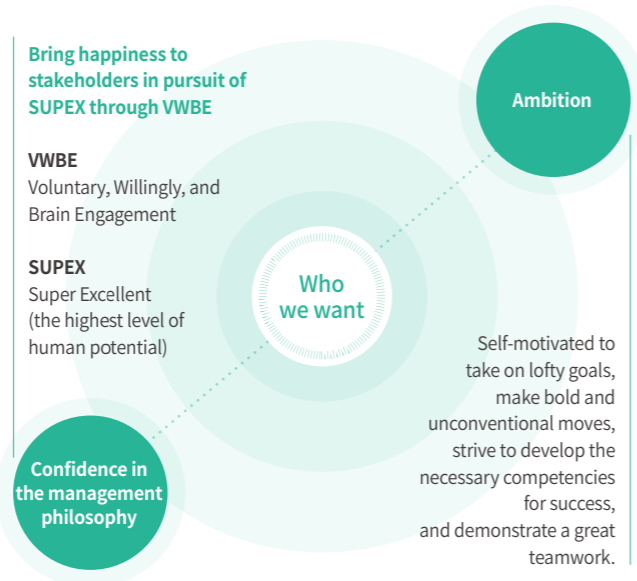 Bring happiness to
stakeholders in pursuit of
SUPEX through VWBE
VWBE
Voluntary, Willingly, and
Brain Engagement
SUPEX
Super Excellent
(the highest level of
human potential)
Confidence in
the management
philosophy
Who
we want
Ambition
Self-motivated to
take on lofty goals,
make bold and
unconventional moves,
strive to develop the
necessary competencies
for success,
and demonstrate a great
teamwork.